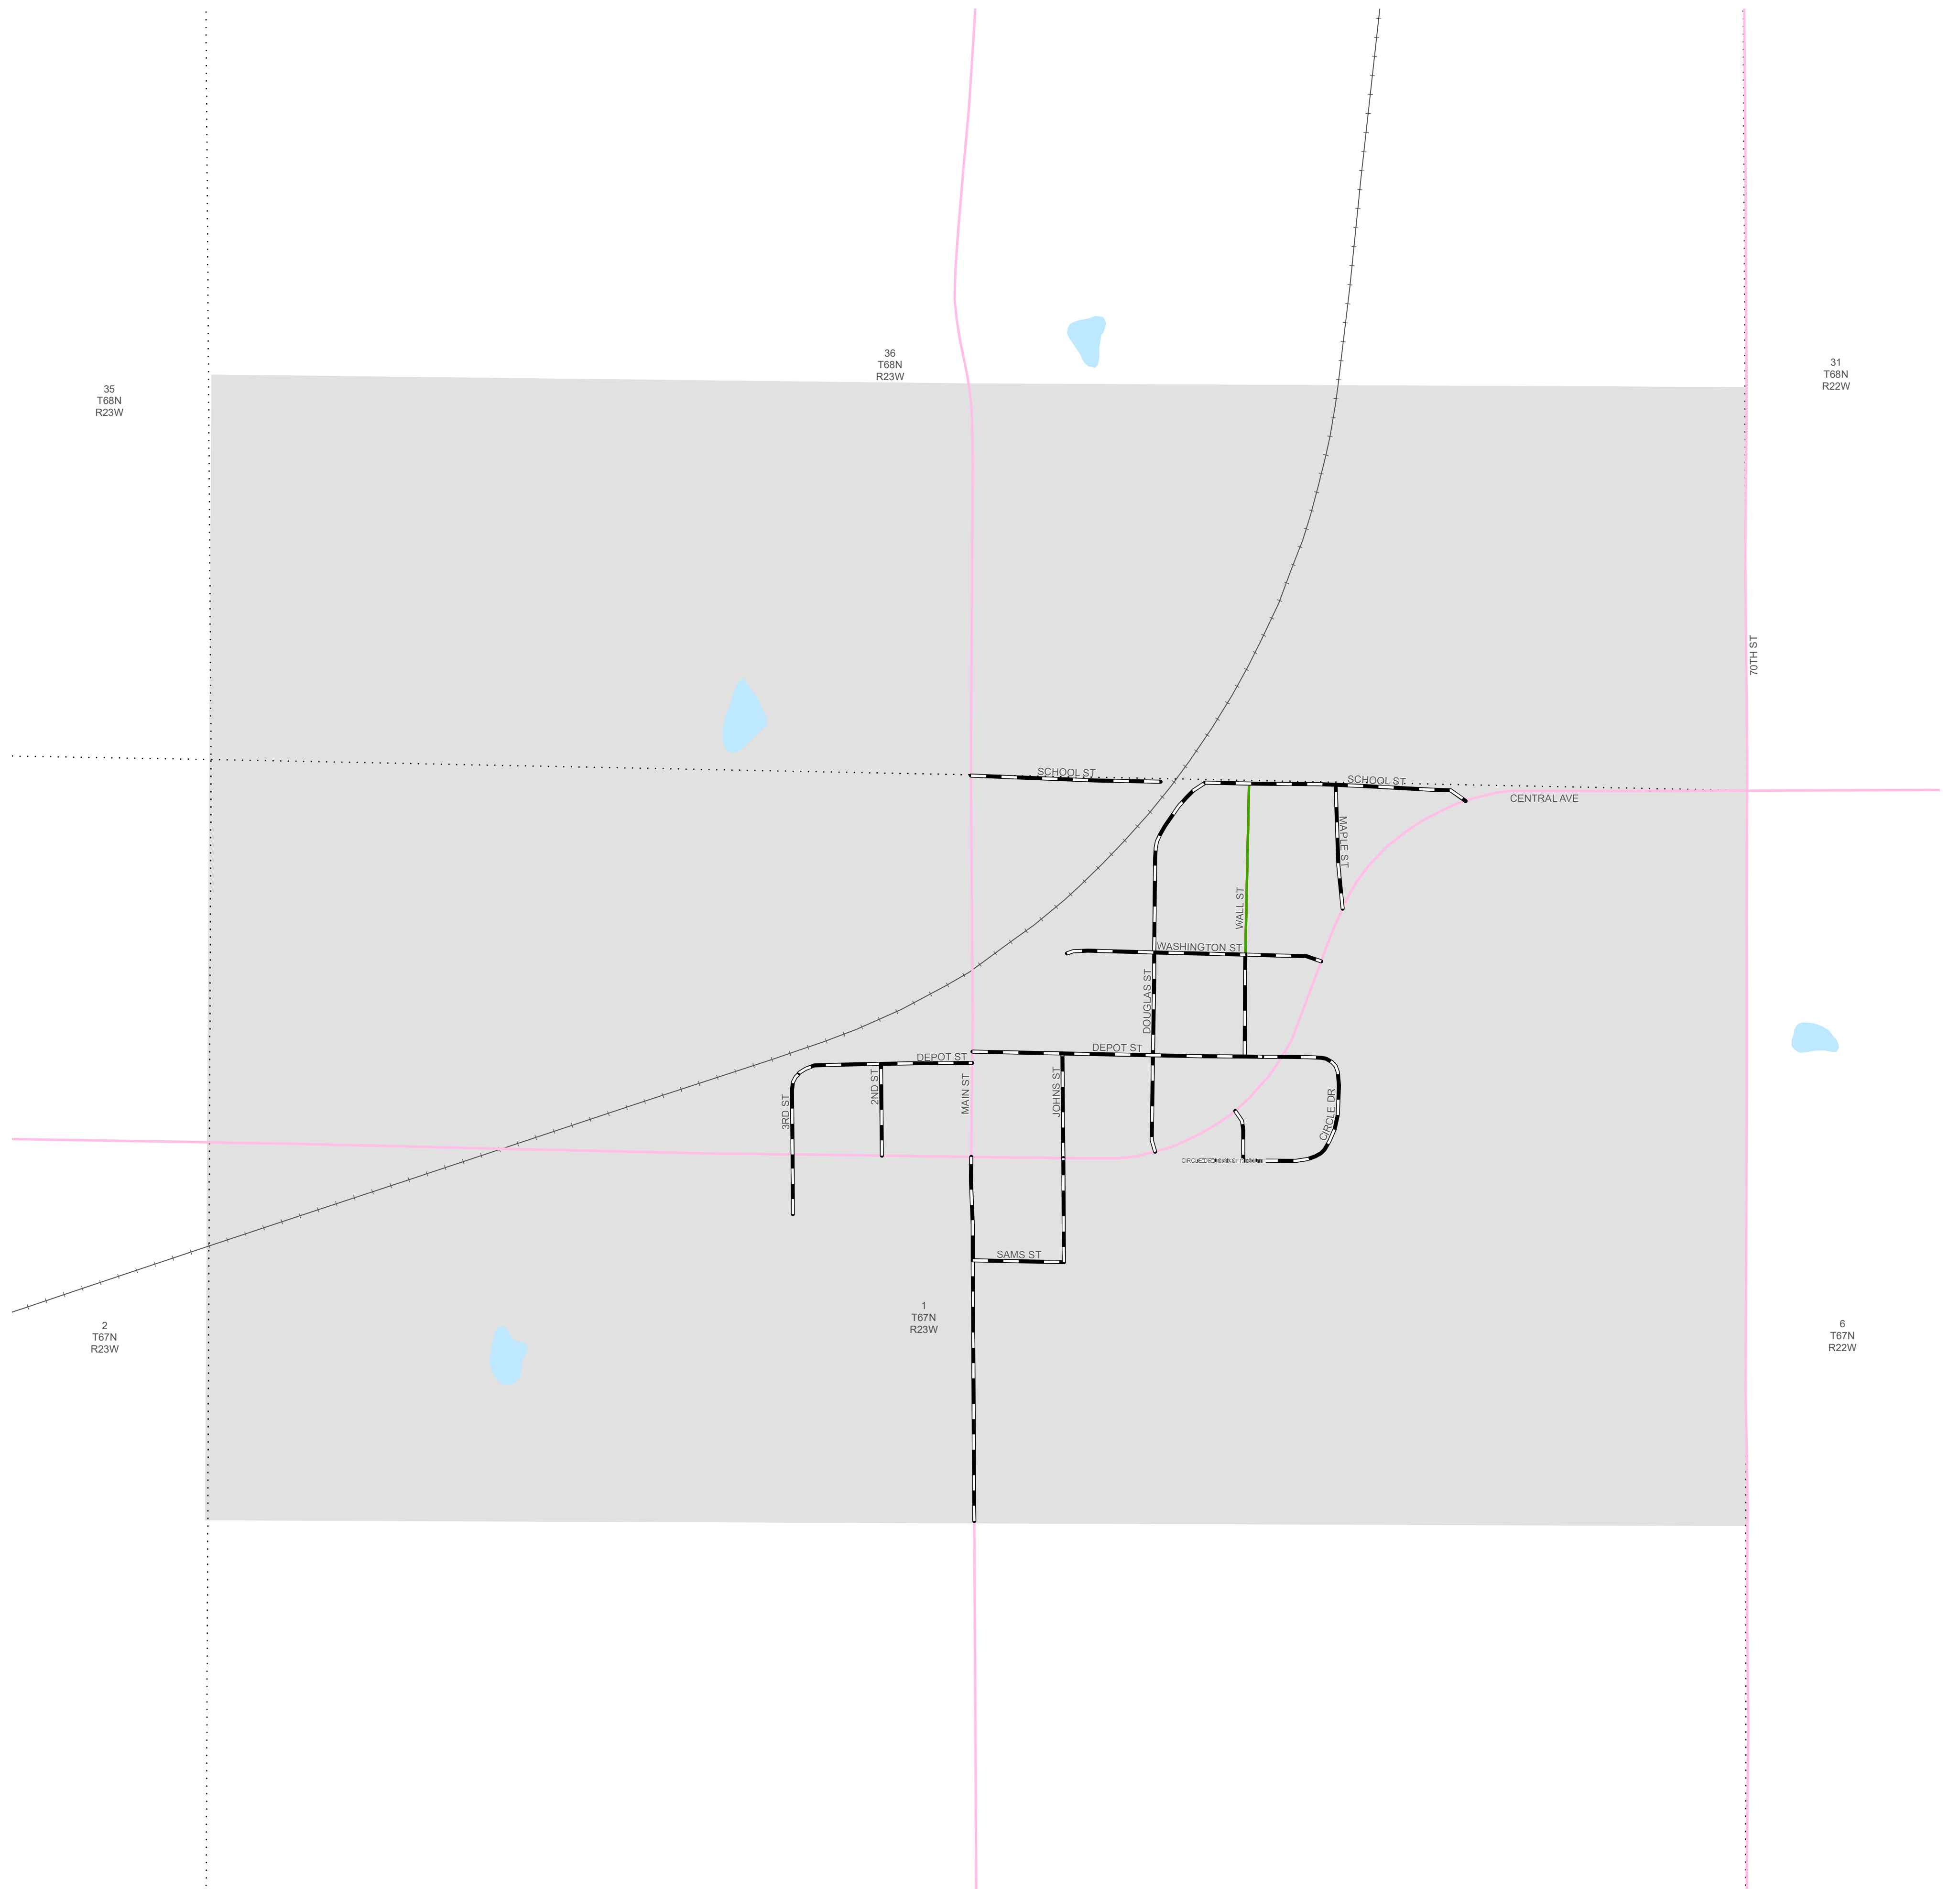 36
T68N
R23W
31
T68N
R22W
35
T68N
R23W
70TH ST
SCHOOL ST
SCHOOL ST
CENTRAL AVE
MAPLE ST
WALL ST
WASHINGTON ST
DOUGLAS ST
DEPOT ST
DEPOT ST
2ND ST
MAIN ST
JOHNS ST
3RD ST
CIRCLE DR
SAMS ST
1
T67N
R23W
2
T67N
R23W
6
T67N
R22W